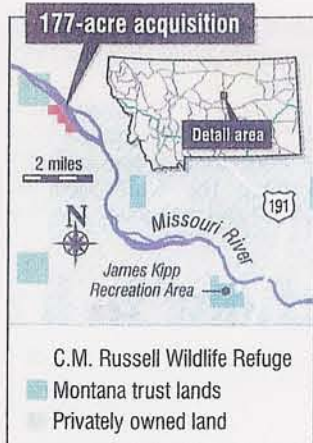 177-acre acquisition
Detail area
2 miles
191
N
Missouri River
James Kipp
Recreation Area
C.M. Russell Wildlife Refuge
Montana trust lands
Privately owned land